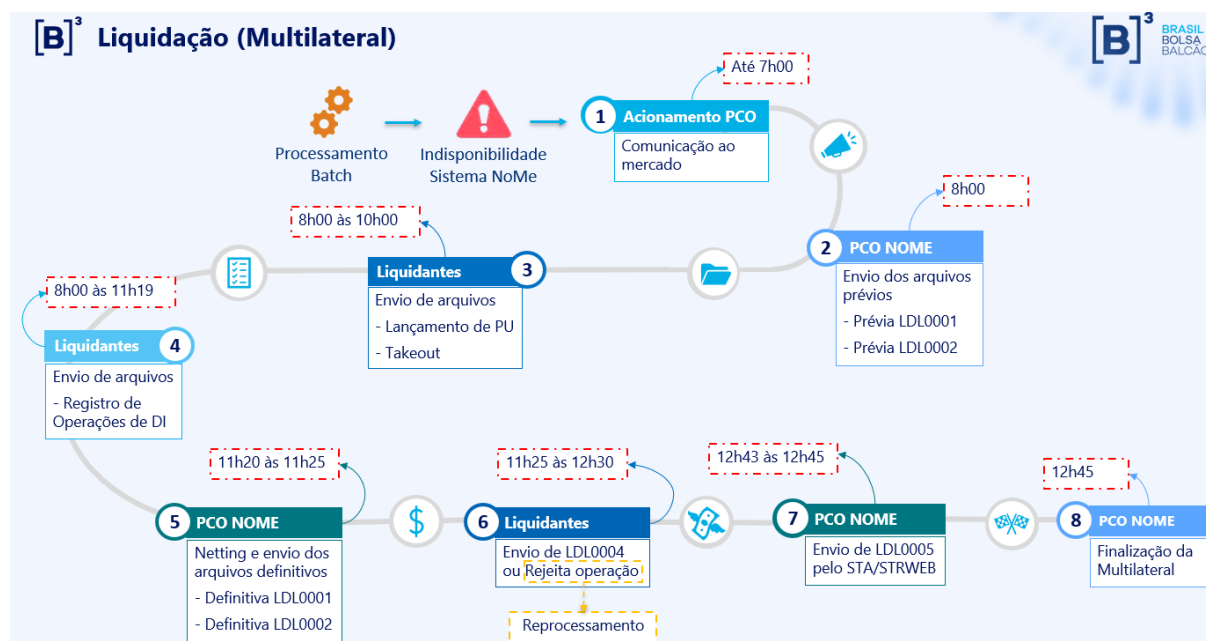 [B]³ Liquidação (Multilateral)
[B]³ BRASIL
BOLSA
BALCÃO
Processamento
Batch
Indisponibilidade
Sistema NoMe
Até 7h00
1 Acionamento PCO
Comunicação ao
mercado
8h00
2 PCO NOME
Envio dos arquivos
prévios
- Prévia LDL0001
- Prévia LDL0002
8h00 às 10h00
Liquidantes 3
Envio de arquivos
- Lançamento de PU
- Takeout
8h00 às 11h19
Liquidantes 4
Envio de arquivos
- Registro de
Operações de DI
11h20 às 11h25
5 PCO NOME
Netting e envio dos
arquivos definitivos
- Definitiva LDL0001
- Definitiva LDL0002
$
11h25 às 12h30
6 Liquidantes
Envio de LDL0004
ou Rejeita operação
Reprocessamento
12h43 às 12h45
7 PCO NOME
Envio de LDL0005
pelo STA/STRWEB
12h45
8 PCO NOME
Finalização da
Multilateral